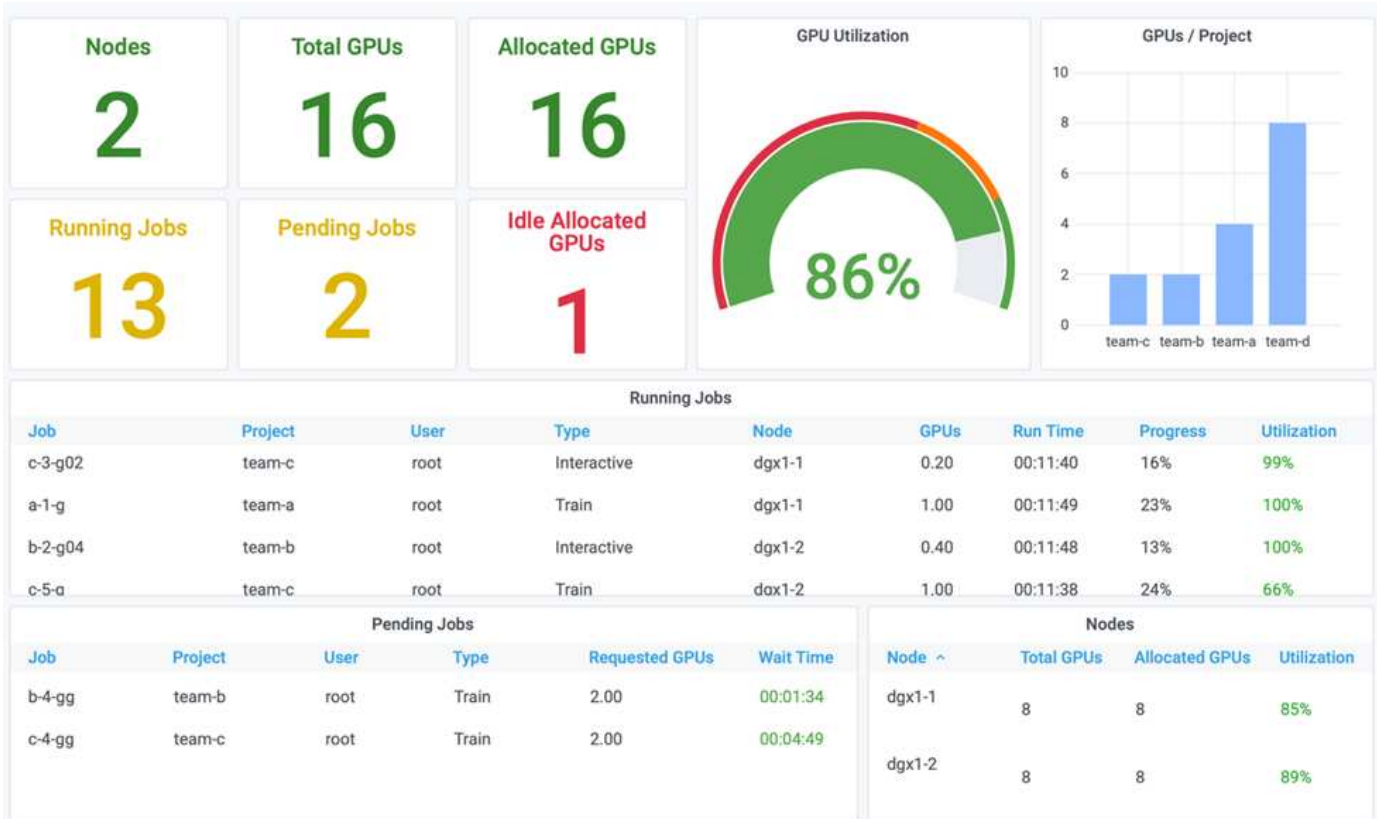 Nodes
2
Total GPUs
16
Allocated GPUs
16
Running Jobs
13
Pending Jobs
2
Idle Allocated
GPUs
1
GPU Utilization
86%
GPUs / Project
10
8
6
4
2
0
team-c team-b team-a team-d
Running Jobs
Job Project User Type Node GPUs Run Time Progress Utilization
c-3-g02 team-c root Interactive dgx1-1 0.20 00:11:40 16% 99%
a-1-g team-a root Train dgx1-1 1.00 00:11:49 23% 100%
b-2-g04 team-b root Interactive dgx1-2 0.40 00:11:48 13% 100%
c-5-g team-c root Train dgx1-2 1.00 00:11:38 24% 66%
Pending Jobs
Job Project User Type Requested GPUs Wait Time
b-4-gg team-b root Train 2.00 00:01:34
c-4-gg team-c root Train 2.00 00:04:49
Nodes
Node Total GPUs Allocated GPUs Utilization
dgx1-1 8 8 85%
dgx1-2 8 8 89%